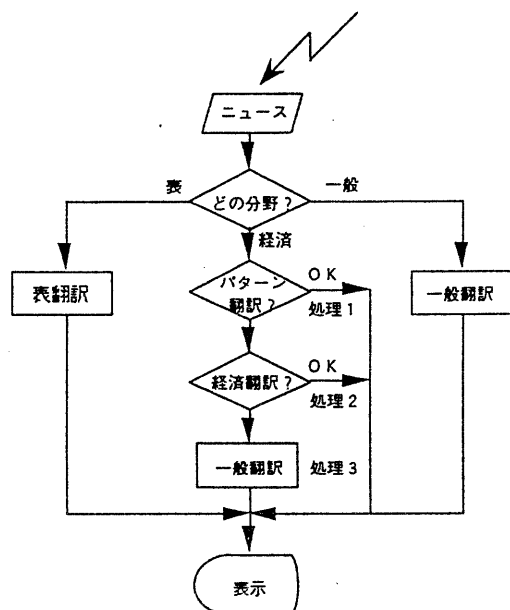 ニュース
表
一般
どの分野？
経済
表翻訳
パターン
翻訳？
ＯＫ
処理１
一般翻訳
経済翻訳？
ＯＫ
処理２
一般翻訳
処理３
表示